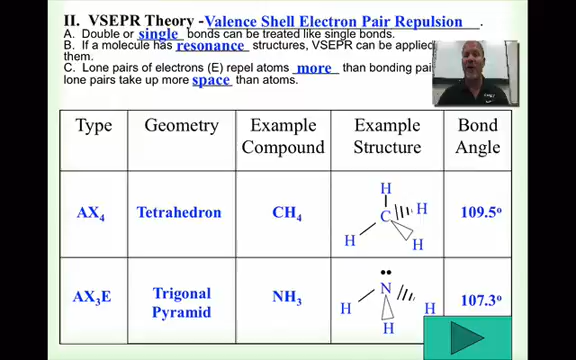 II. VSEPR Theory - Valence Shell Electron Pair Repulsion.
A. Double or single bonds can be treated like single bonds.
B. If a molecule has resonance structures, VSEPR can be applied
them.
C. Lone pairs of electrons (E) repel atoms more than bonding
lone pairs take up more space than atoms.
Type Geometry Example Compound Example Structure Bond Angle
AX4 Tetrahedron CH4 109.5°
H
C H
H
H
AX3E Trigonal Pyramid NH3 107.3°
N
H H
H